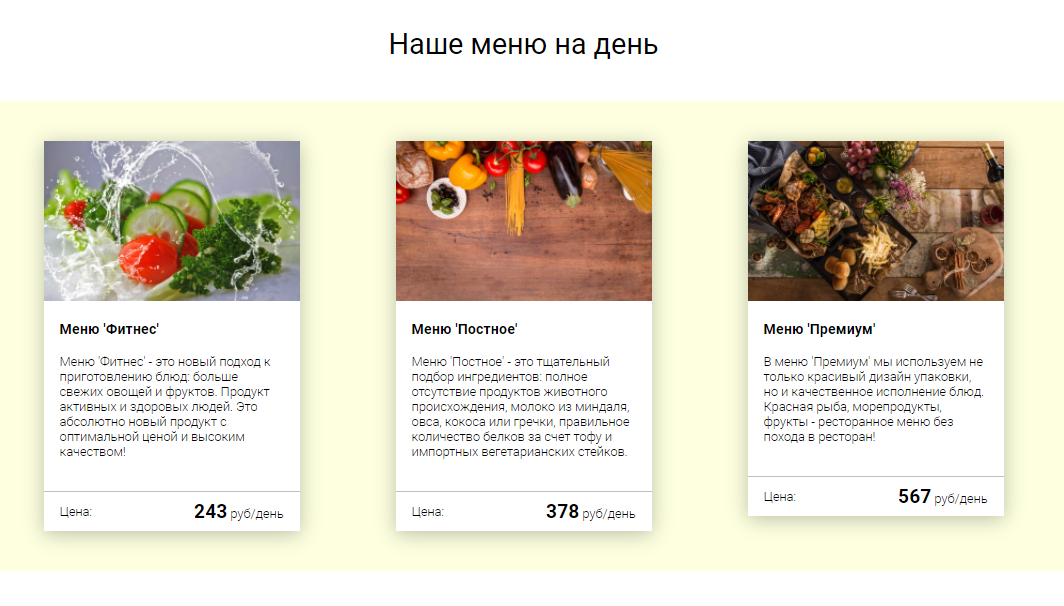 Наше меню на день
Меню 'Фитнес'
Меню 'Фитнес' - это новый подход к
приготовлению блюд: больше
свежих овощей и фруктов. Продукт
активных и здоровых людей. Это
абсолютно новый продукт с
оптимальной ценой и высоким
качеством!
Цена: 243 руб/день
Меню 'Постное'
Меню 'Постное' - это тщательный
подбор ингредиентов: полное
отсутствие продуктов животного
происхождения, молоко из миндаля,
овса, кокоса или гречки, правильное
количество белков за счет тофу и
импортных вегетарианских стейков.
Цена: 378 руб/день
Меню 'Премиум'
В меню 'Премиум' мы используем не
только красивый дизайн упаковки,
но и качественное исполнение блюд.
Красная рыба, морепродукты,
фрукты - ресторанное меню без
похода в ресторан!
Цена: 567 руб/день